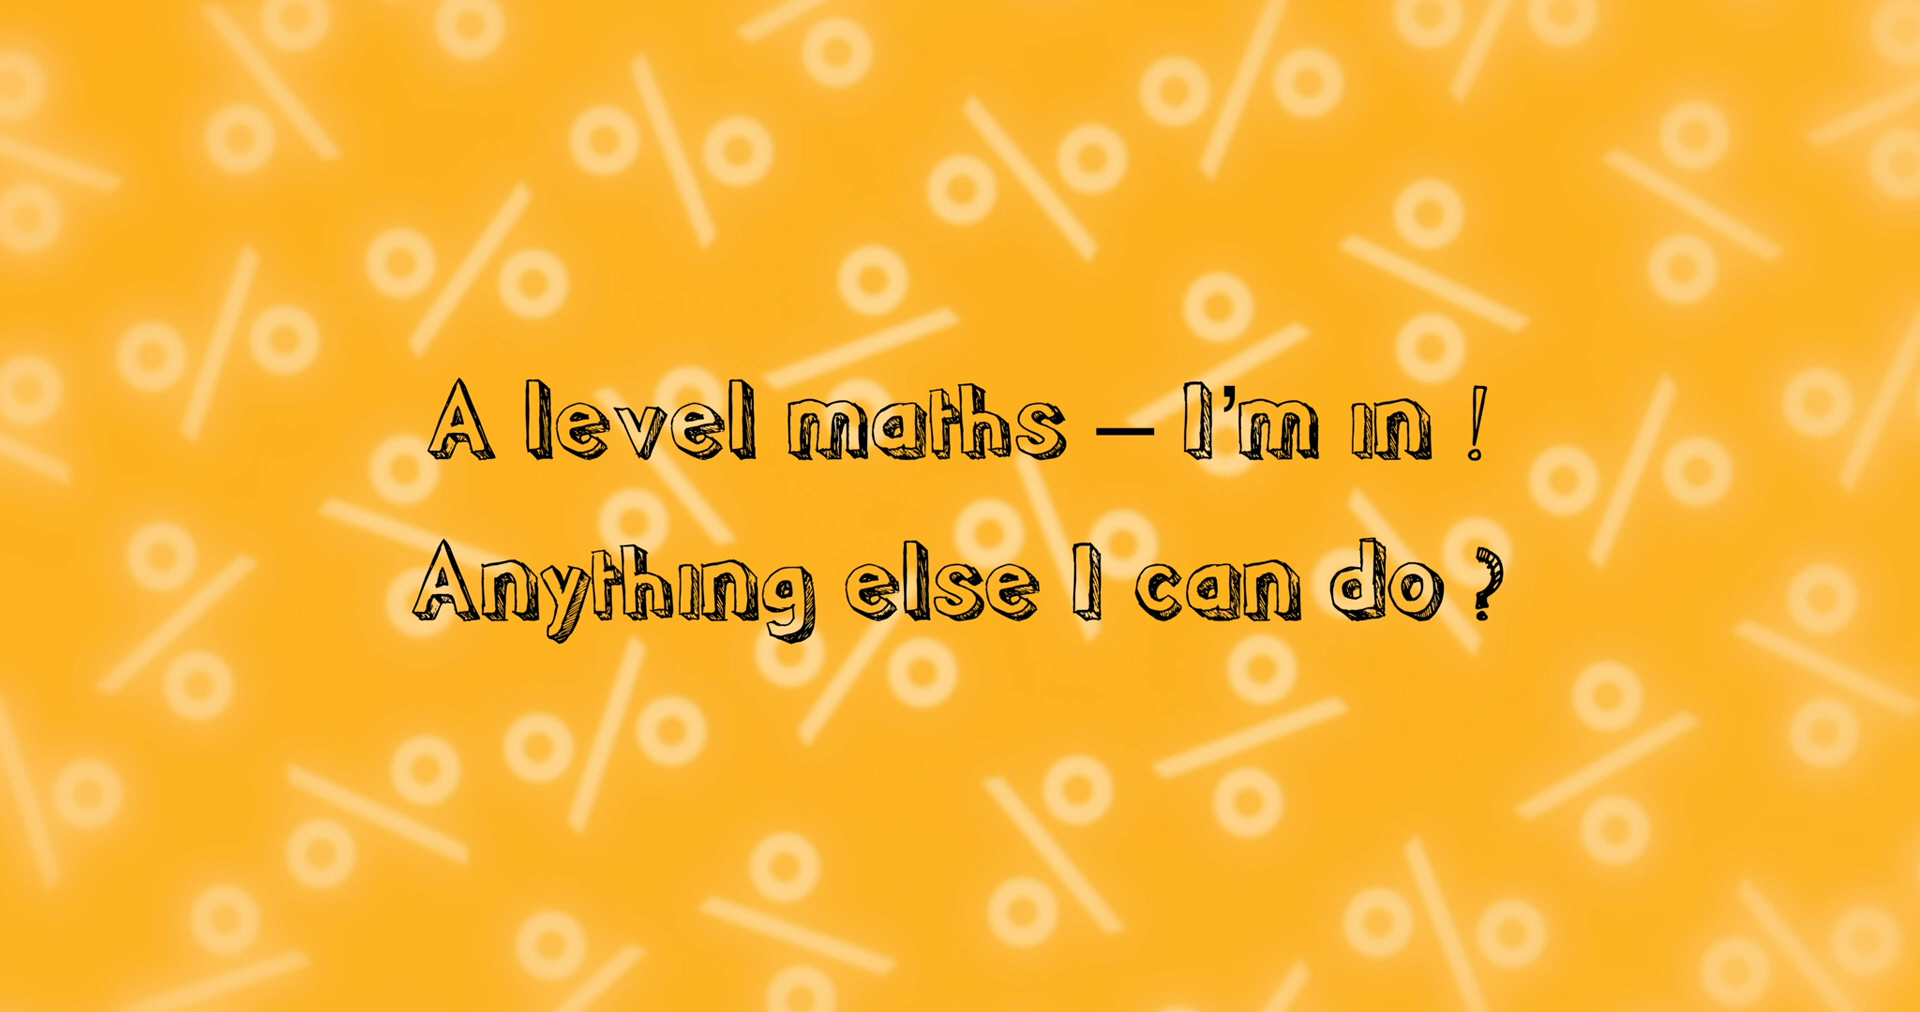 A level maths – I'm in !
Anything else I can do ?